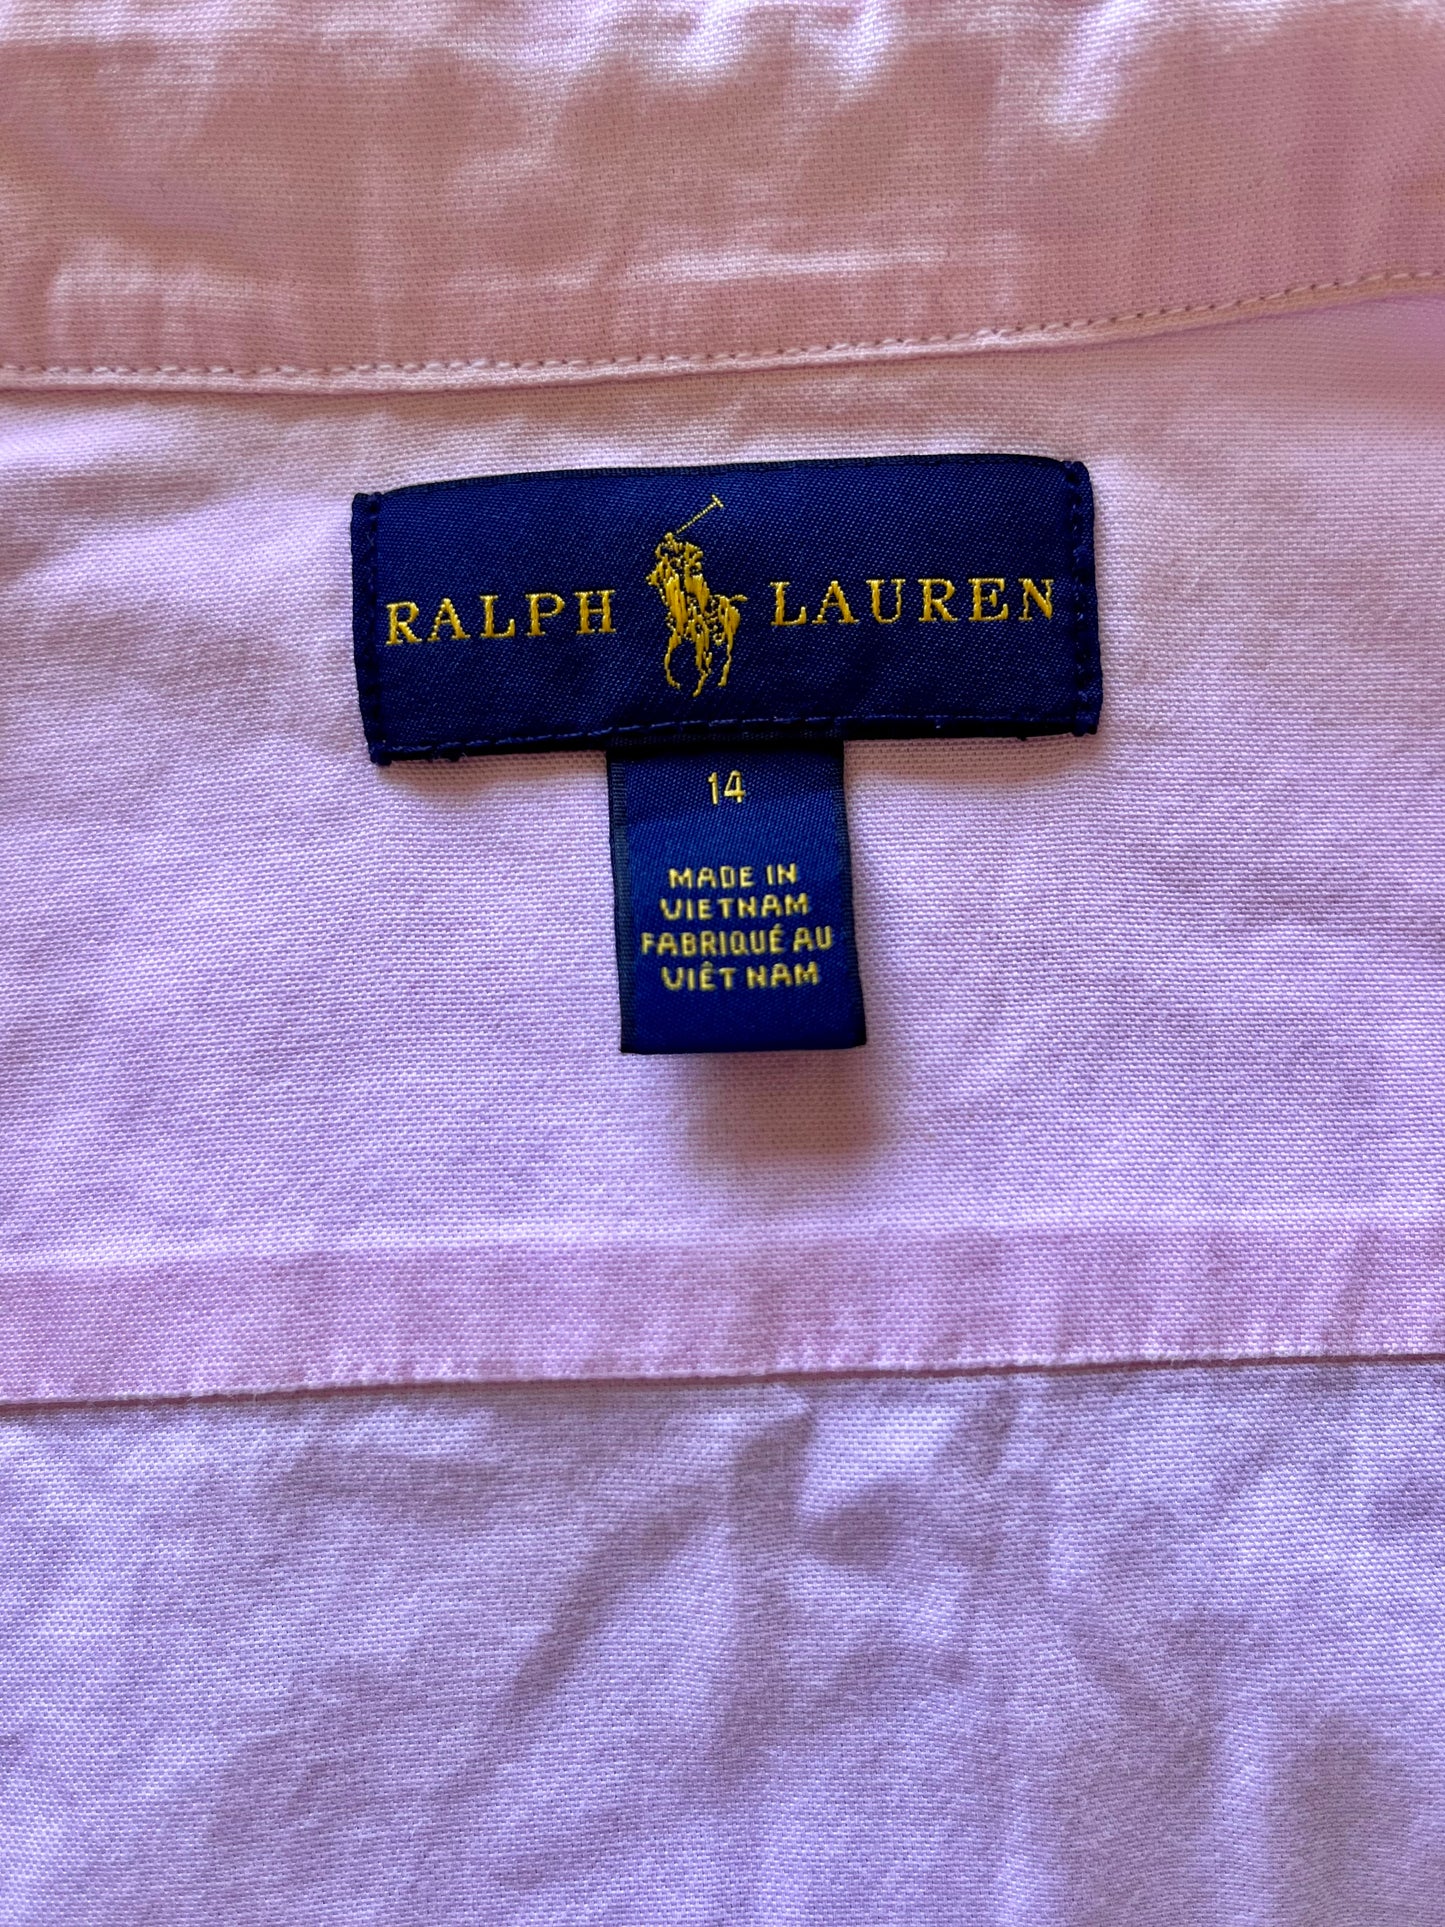 RALPH LAUREN
14
MADE IN
VIETNAM
FABRIQUÉ AU
VIÊT NAM